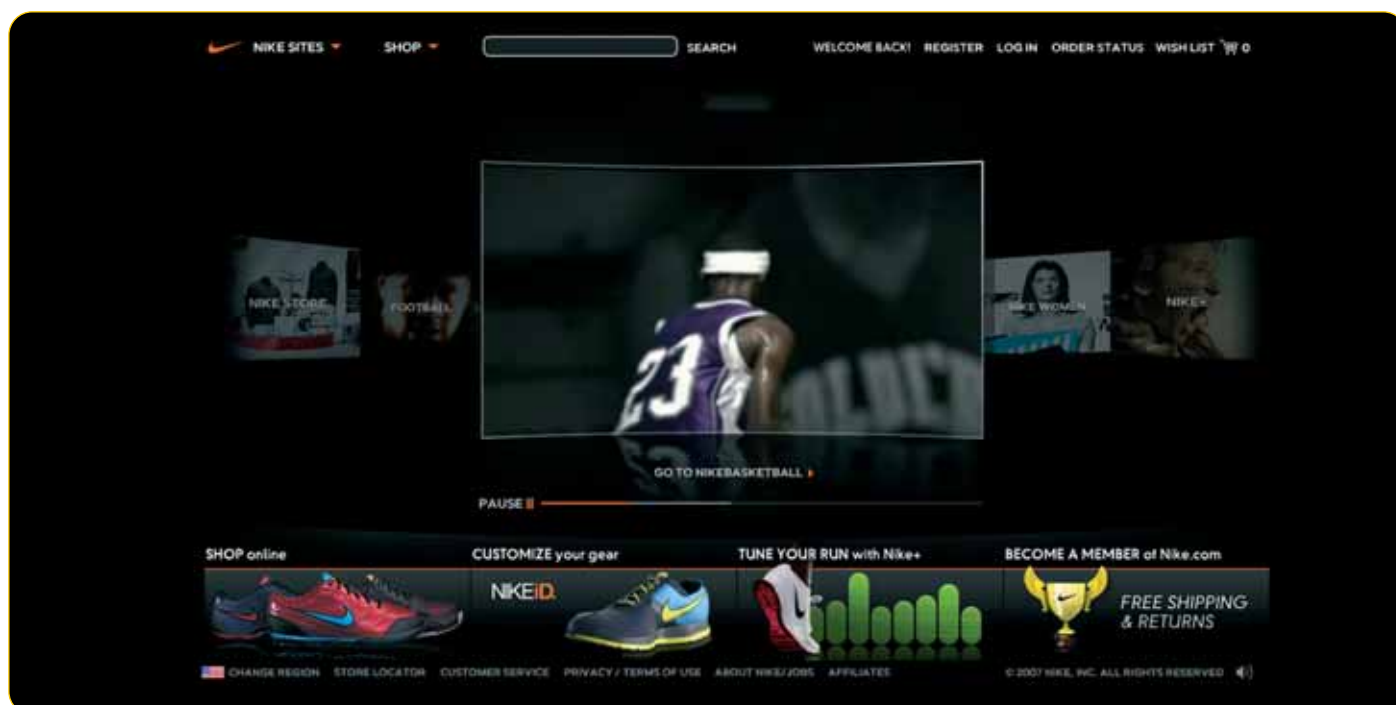 NIKE SITES SHOP SEARCH WELCOME BACK! REGISTER LOG IN ORDER STATUS WISH LIST 0
NIKE STORE
FOOTBALL
23
NIKE WOMEN
NIKE+
GO TO NIKEBASKETBALL
PAUSE
SHOP online
CUSTOMIZE your gear
TUNE YOUR RUN with Nike+
BECOME A MEMBER of Nike.com
NIKEiD.
FREE SHIPPING
& RETURNS
CHANGE REGION STORE LOCATOR CUSTOMER SERVICE PRIVACY / TERMS OF USE ABOUT NIKE/JOBS AFFILIATES © 2007 NIKE, INC. ALL RIGHTS RESERVED